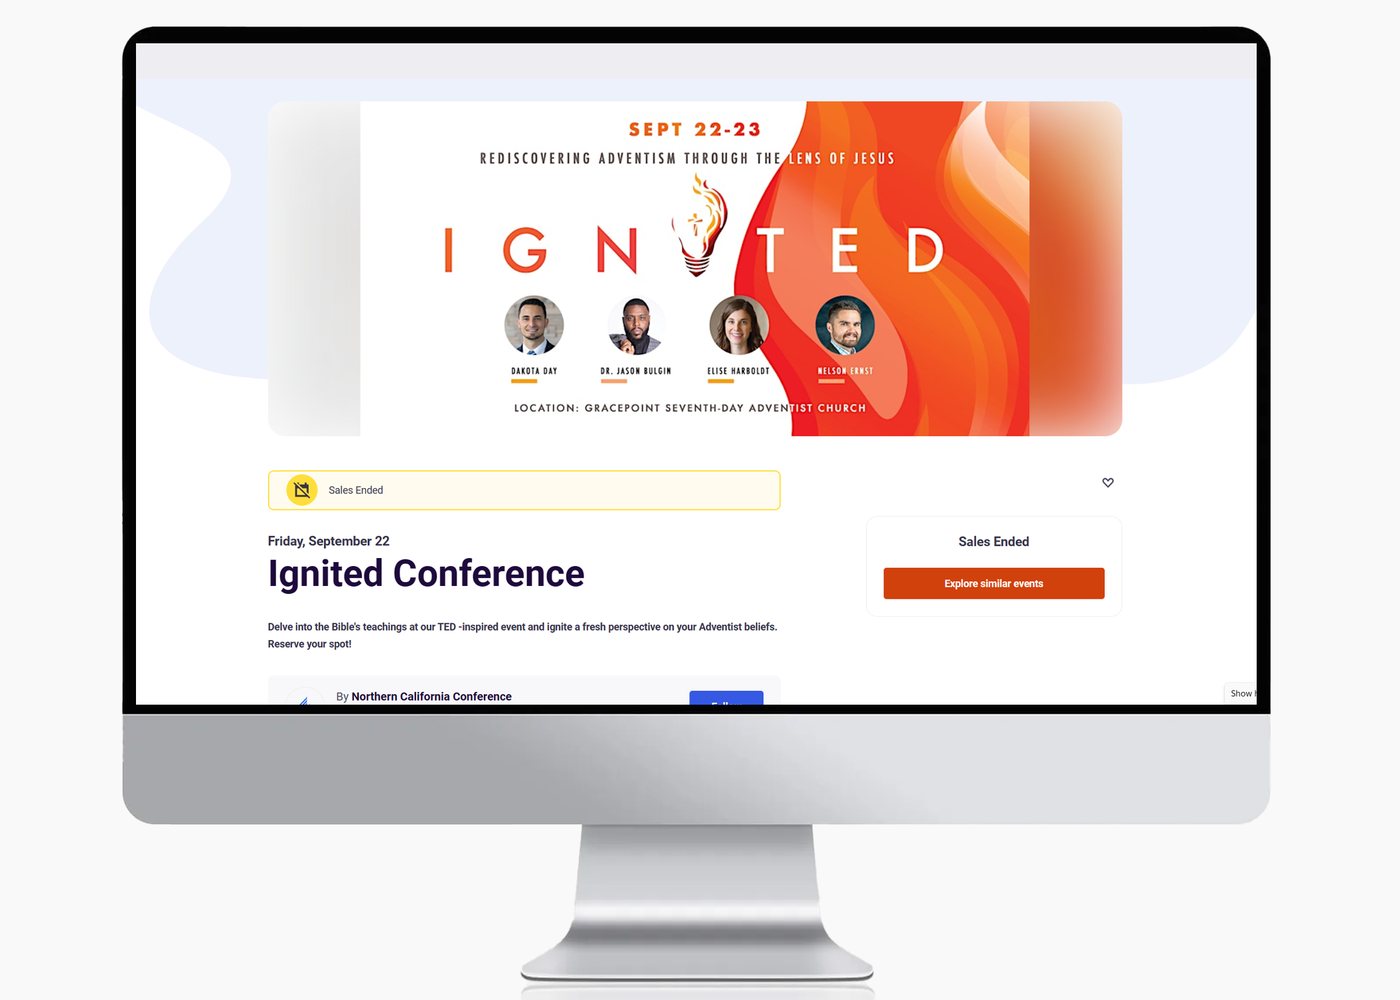 SEPT 22-23
REDISCOVERING ADVENTISM THROUGH THE LENS OF JESUS
IGNITED
DAKOTA DAY
DR. JASON BULGIN
ELISE HARBOLDT
NELSON ERNST
LOCATION: GRACEPOINT SEVENTH-DAY ADVENTIST CHURCH
Sales Ended
Friday, September 22
Ignited Conference
Delve into the Bible's teachings at our TED -inspired event and ignite a fresh perspective on your Adventist beliefs.
Reserve your spot!
Sales Ended
Explore similar events
By Northern California Conference
Show